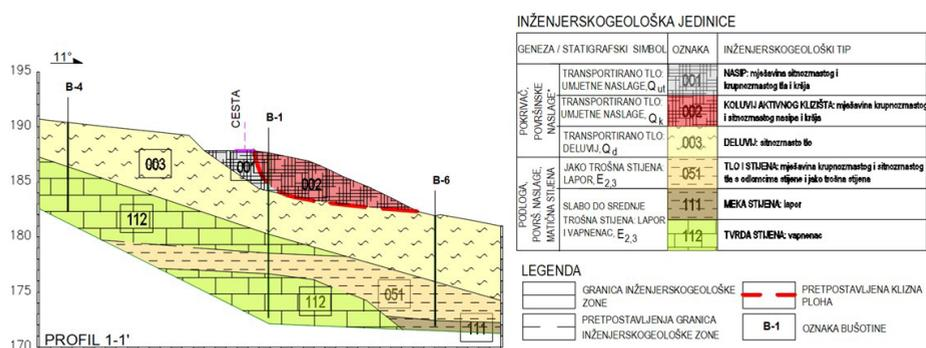 INŽENJERSKOGEOLOŠKA JEDINICE
GENEZA / STATIGRAFSKI SIMBOL
OZNAKA
INŽENJERSKOGEOLOŠKI TIP
POKRIVAČ,
POVRŠINSKE
NASLAGE*
TRANSPORTIRANO TLO:
UMJETNE NASLAGE, Qut
001
NASIP: mješavina sitnozrnastog i
krupnozrnastog tla i kršja
TRANSPORTIRANO TLO:
UMJETNE NASLAGE,
Qk
002
KOLUVIJ AKTIVNOG KLIZIŠTA: mješavina krupnozrnastog
i sitnozrnastog nasipa i kršja
TRANSPORTIRANO TLO:
DELUVIJ, Qd
003
DELUVIJ: sitnozrnasto tlo
PODLOGA,
POVRŠ. NASLAGE,
MATIČNA STIJENA
JAKO TROŠNA STIJENA:
LAPOR, E2,3
051
TLO I STIJENA: mješavina krupnozrnastog i sitnozrnastog
tla s odlomcima stijene i jako trošna stijena
SLABO DO SREDNJE
TROŠNA STIJENA: LAPOR
I VAPNENAC, E2,3
111
MEKA STIJENA: lapor
112
TVRDA STIJENA: vapnenac
LEGENDA
GRANICA INŽENJERSKOGEOLOŠKE
ZONE
PRETPOSTAVLJENA KLIZNA
PLOHA
PRETPOSTAVLJENJA GRANICA
INŽENJERSKOGEOLOŠKE ZONE
B-1
OZNAKA BUŠOTINE
11°
195
190
185
180
175
170
B-4
CESTA
B-1
B-6
003
001
002
112
112
051
111
PROFIL 1-1'